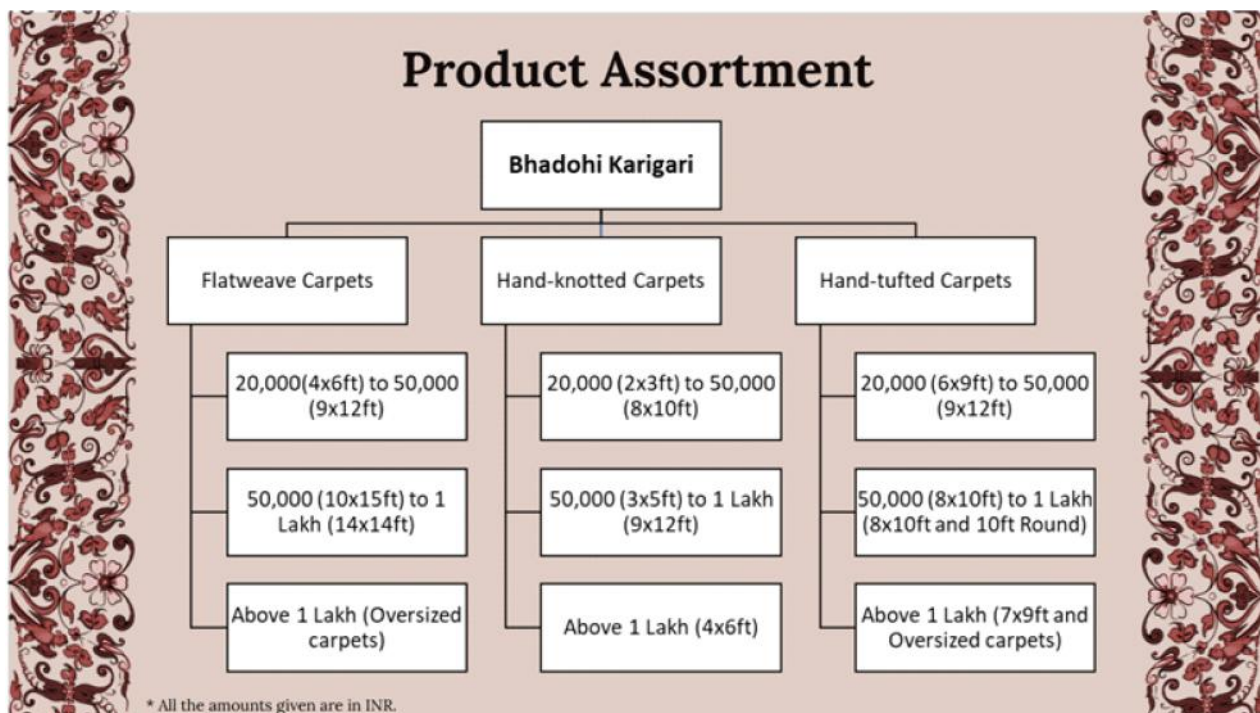 Product Assortment
Bhadohi Karigari
Flatweave Carpets
20,000(4x6ft) to 50,000
(9x12ft)
50,000 (10x15ft) to 1
Lakh (14x14ft)
Above 1 Lakh (Oversized
carpets)
Hand-knotted Carpets
20,000 (2x3ft) to 50,000
(8x10ft)
50,000 (3x5ft) to 1 Lakh
(9x12ft)
Above 1 Lakh (4x6ft)
Hand-tufted Carpets
20,000 (6x9ft) to 50,000
(9x12ft)
50,000 (8x10ft) to 1 Lakh
(8x10ft and 10ft Round)
Above 1 Lakh (7x9ft and
Oversized carpets)
* All the amounts given are in INR.